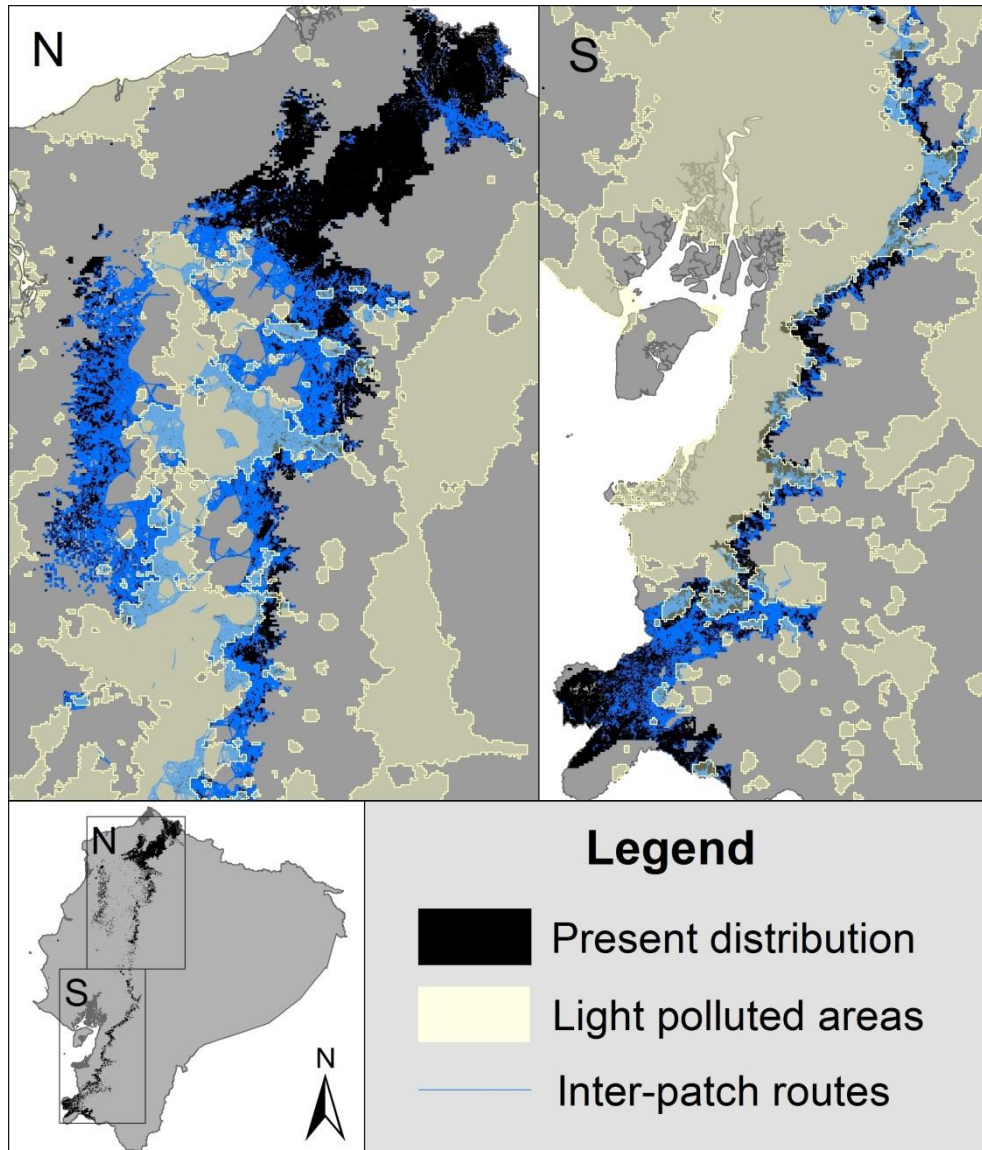 N
S
N
S
N
Legend
Present distribution
Light polluted areas
Inter-patch routes